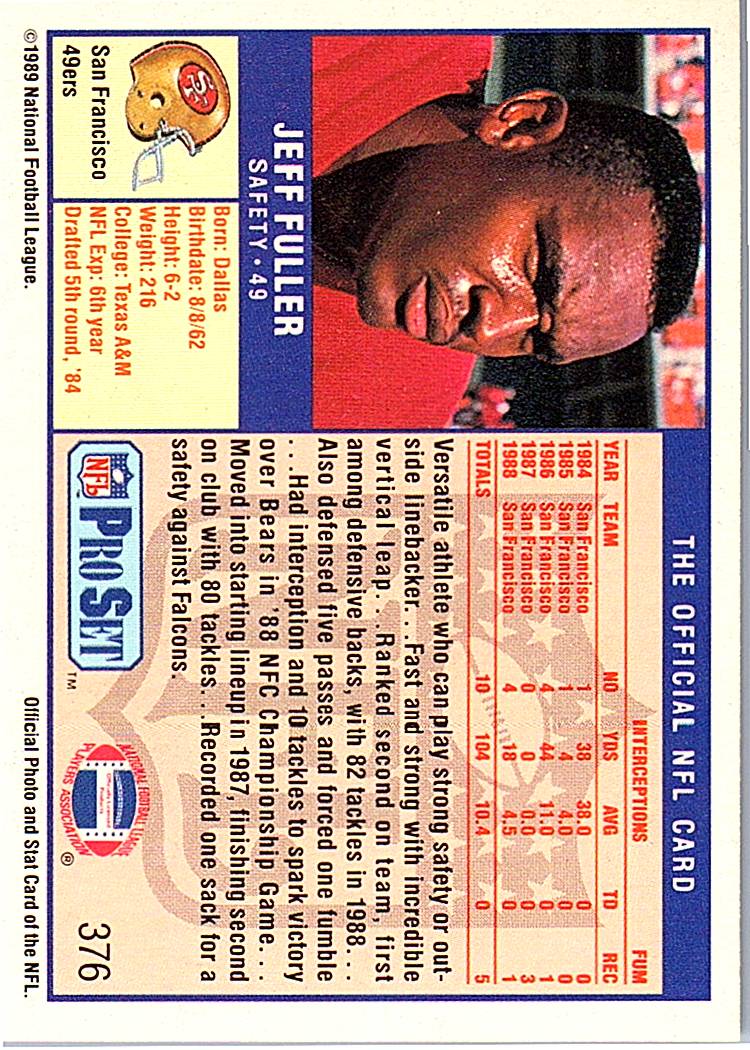 THE OFFICIAL NFL CARD
JEFF FULLER
SAFETY • 49
San Francisco
49ers
Born: Dallas
Birthdate: 8/8/62
Height: 6-2
Weight: 216
College: Texas A&M
NFL Exp: 6th year
Drafted 5th round, '84
INTERCEPTIONS FUM
YEAR TEAM NO YDS AVG TD REC
1984 San Francisco 1 38 38.0 0 0
1985 San Francisco 1 4 4.0 0 0
1986 San Francisco 4 44 11.0 0 1
1987 San Francisco 0 0 0.0 0 3
1988 San Francisco 4 18 4.5 0 1
TOTALS 10 104 10.4 0 5
Versatile athlete who can play strong safety or out-
side linebacker. . .Fast and strong with incredible
vertical leap. . .Ranked second on team, first
among defensive backs, with 82 tackles in 1988. . .
Also defensed five passes and forced one fumble
. . .Had interception and 10 tackles to spark victory
over Bears in '88 NFC Championship Game. . .
Moved into starting lineup in 1987, finishing second
on club with 80 tackles. . .Recorded one sack for a
safety against Falcons.
NFL PRO SET ™
NATIONAL FOOTBALL LEAGUE
Officially Licensed
Product
PLAYERS ASSOCIATION ®
376
©1989 National Football League.
Official Photo and Stat Card of the NFL.